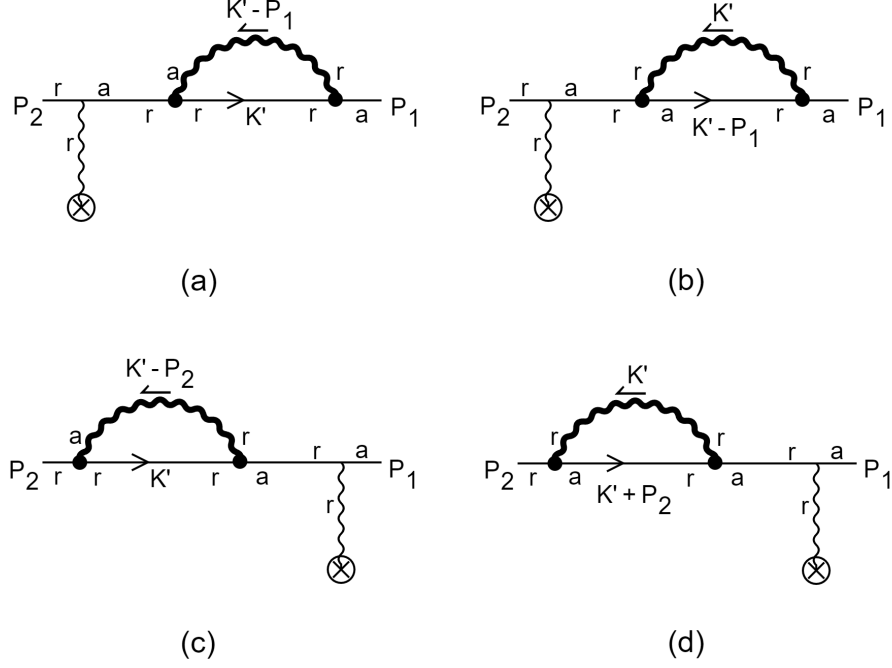 K' - P1 K'
a r r r
r a r a
P2 r r r a P1 P2 r a r a P1
K' K' - P1
r r
(a) (b)
K' - P2 K'
a r r r
r a r a
P2 r r a P1 P2 r a r a P1
K' K' + P2
r r
(c) (d)